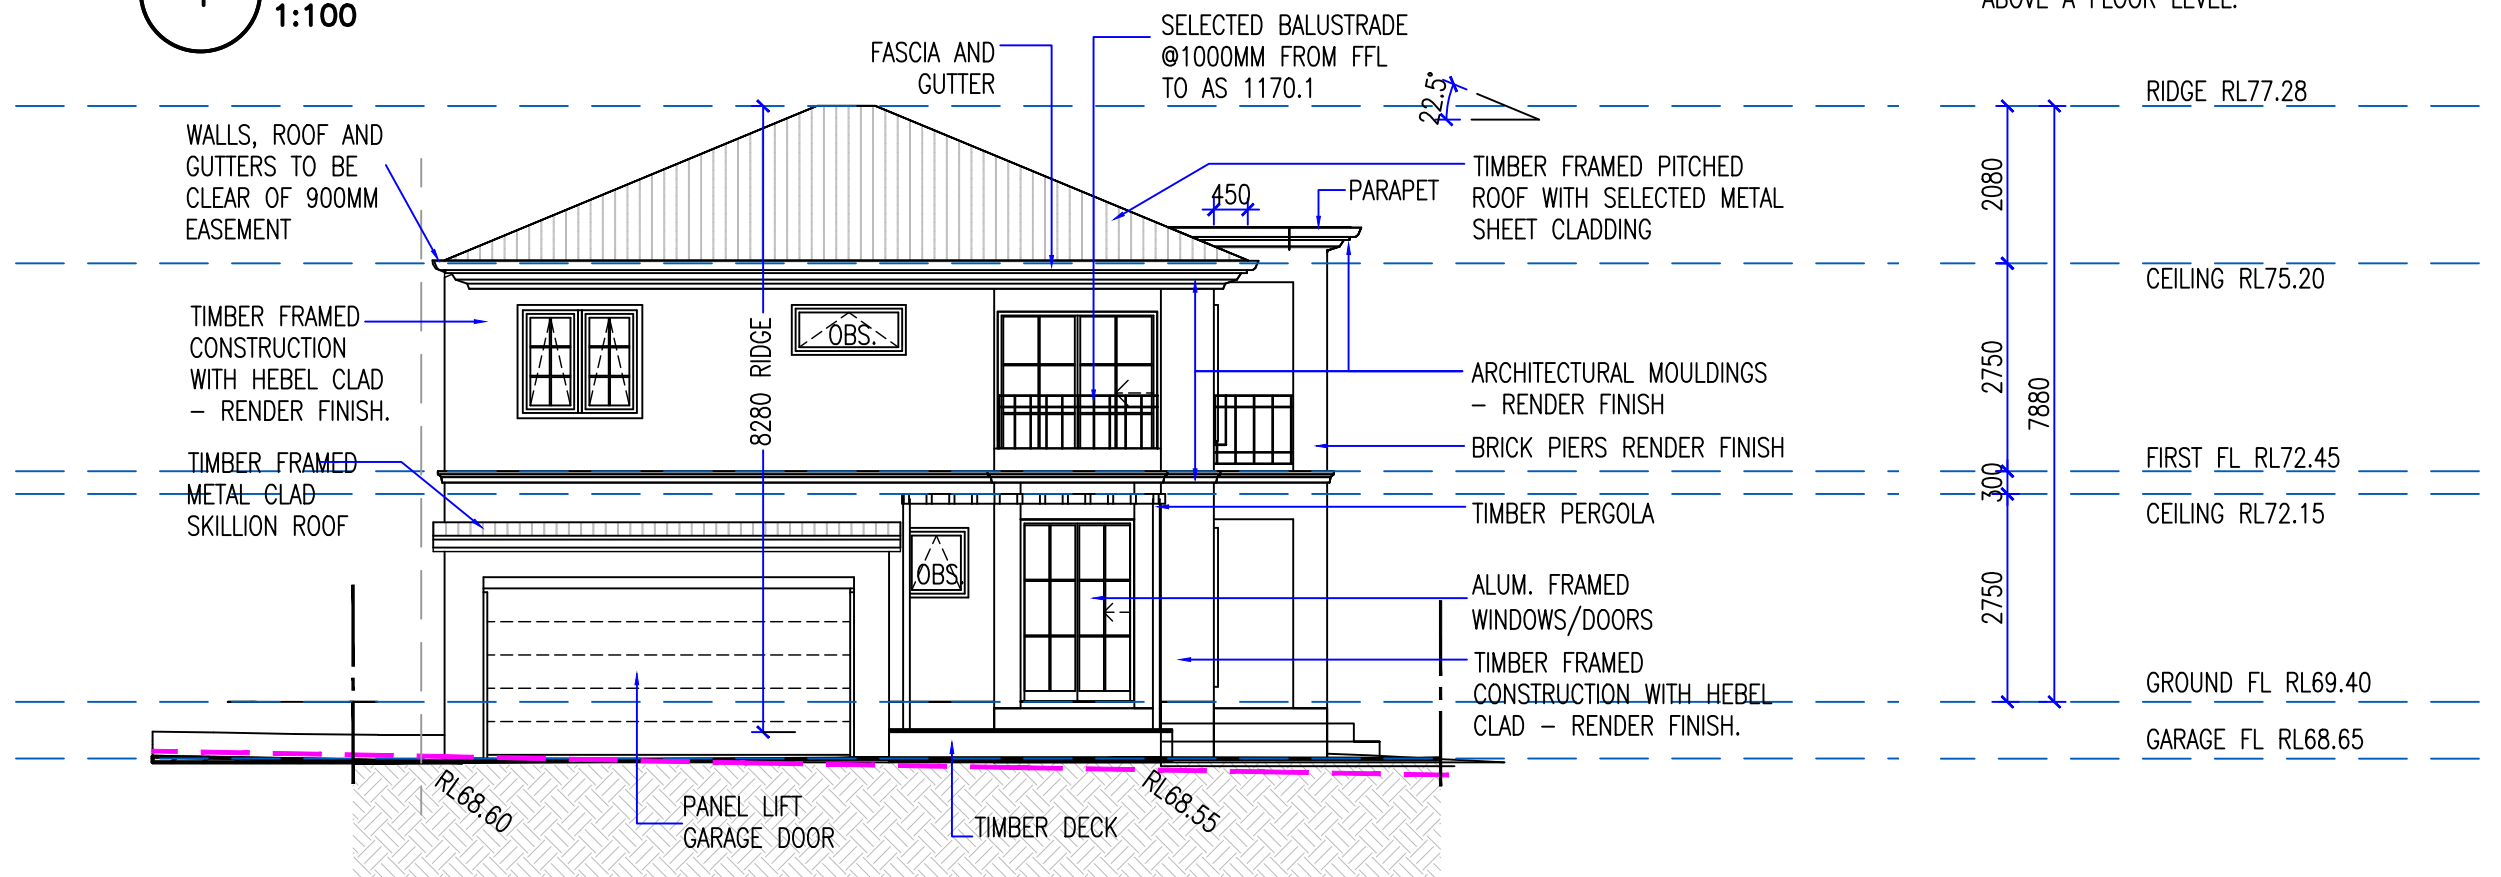 1:100
ABOVE A FLOOR LEVEL.
SELECTED BALUSTRADE
@1000MM FROM FFL
TO AS 1170.1
FASCIA AND
GUTTER
22.5°
RIDGE RL77.28
WALLS, ROOF AND
GUTTERS TO BE
CLEAR OF 900MM
EASEMENT
TIMBER FRAMED PITCHED
ROOF WITH SELECTED METAL
SHEET CLADDING
PARAPET
450
2080
CEILING RL75.20
TIMBER FRAMED
CONSTRUCTION
WITH HEBEL CLAD
- RENDER FINISH.
OBS.
8280 RIDGE
ARCHITECTURAL MOULDINGS
- RENDER FINISH
2750
7880
BRICK PIERS RENDER FINISH
FIRST FL RL72.45
TIMBER FRAMED
METAL CLAD
SKILLION ROOF
300
TIMBER PERGOLA
CEILING RL72.15
OBS.
ALUM. FRAMED
WINDOWS/DOORS
2750
TIMBER FRAMED
CONSTRUCTION WITH HEBEL
CLAD - RENDER FINISH.
GROUND FL RL69.40
GARAGE FL RL68.65
RL68.60
RL68.55
PANEL LIFT
GARAGE DOOR
TIMBER DECK